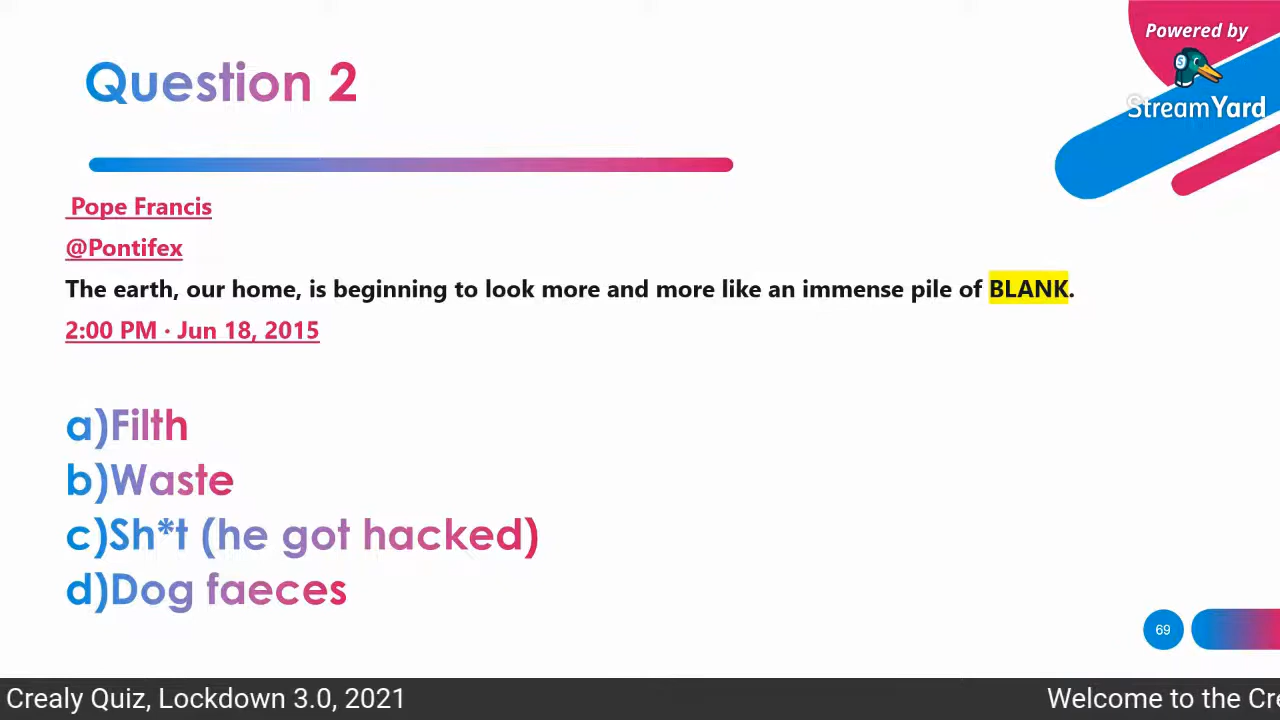 Powered by
StreamYard
Question 2
Pope Francis
@Pontifex
The earth, our home, is beginning to look more and more like an immense pile of BLANK.
2:00 PM · Jun 18, 2015
a)Filth
b)Waste
c)Sh*t (he got hacked)
d)Dog faeces
69
Crealy Quiz, Lockdown 3.0, 2021
Welcome to the Cre